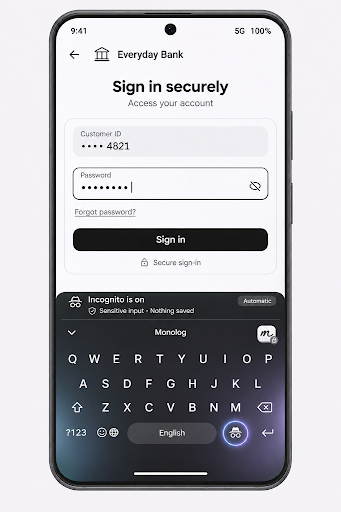 9:41
5G 100%
Everyday Bank
Sign in securely
Access your account
Customer ID
•••• 4821
Password
••••••••
Forgot password?
Sign in
Secure sign-in
Incognito is on
Automatic
Sensitive input • Nothing saved
Monolog
m
Q W E R T Y U I O P
A S D F G H J K L
Z X C V B N M
?123
English